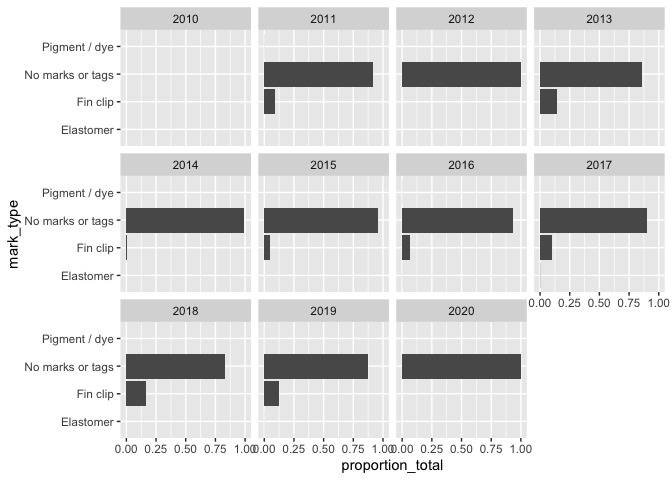 2010 2011 2012 2013
Pigment / dye
No marks or tags
Fin clip
Elastomer
2014 2015 2016 2017
Pigment / dye
No marks or tags
Fin clip
Elastomer
0.00 0.25 0.50 0.75 1.00
2018 2019 2020
Pigment / dye
No marks or tags
Fin clip
Elastomer
0.00 0.25 0.50 0.75 1.00 0.00 0.25 0.50 0.75 1.00 0.00 0.25 0.50 0.75 1.00
proportion_total
mark_type